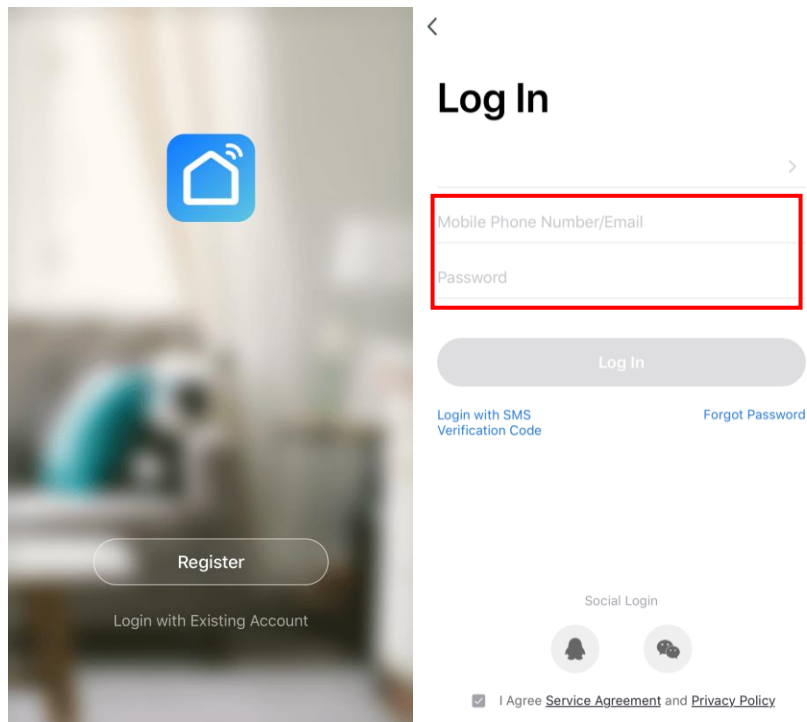 Register
Login with Existing Account
Log In
Mobile Phone Number/Email
Password
Log In
Login with SMS
Verification Code
Forgot Password
Social Login
I Agree Service Agreement and Privacy Policy